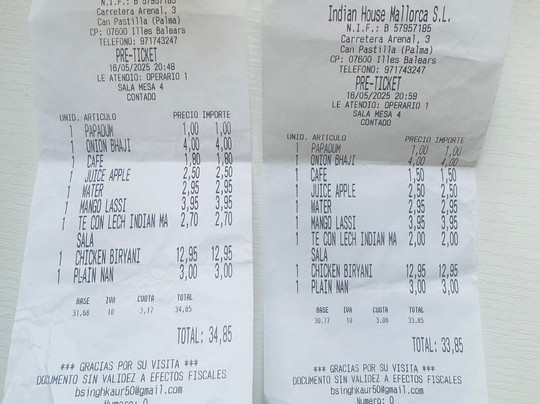 N.I.F.: B 57957185
Carretera Arenal, 3
Can Pastilla (Palma)
CP: 07600 Illes Balears
TELEFONO: 971743247
PRE-TICKET
16/05/2025 20:48
LE ATENDIO: OPERARIO 1
SALA MESA 4
CONTADO
UNID. ARTICULO PRECIO IMPORTE
1 PAPADUM 1,00 1,00
1 ONION BHAJI 4,00 4,00
1 CAFE 1,80 1,80
1 JUICE APPLE 2,50 2,50
1 WATER 2,95 2,95
1 MANGO LASSI 3,95 3,95
1 TE CON LECH INDIAN MA 2,70 2,70
SALA
1 CHICKEN BIRYANI 12,95 12,95
1 PLAIN NAN 3,00 3,00
BASE IVA CUOTA TOTAL
31,68 10 3,17 34,85
TOTAL: 34,85
*** GRACIAS POR SU VISITA ***
DOCUMENTO SIN VALIDEZ A EFECTOS FISCALES
bsinghkaur50@gmail.com
Numero: 0
Indian House Mallorca S.L.
N.I.F.: B 57957185
Carretera Arenal, 3
Can Pastilla (Palma)
CP: 07600 Illes Balears
TELEFONO: 971743247
PRE-TICKET
16/05/2025 20:59
LE ATENDIO: OPERARIO 1
SALA MESA 4
CONTADO
UNID. ARTICULO PRECIO IMPORTE
1 PAPADUM 1,00 1,00
1 ONION BHAJI 4,00 4,00
1 CAFE 1,50 1,50
1 JUICE APPLE 2,50 2,50
1 WATER 2,95 2,95
1 MANGO LASSI 3,95 3,95
1 TE CON LECH INDIAN MA 2,00 2,00
SALA
1 CHICKEN BIRYANI 12,95 12,95
1 PLAIN NAN 3,00 3,00
BASE IVA CUOTA TOTAL
30,77 10 3,08 33,85
TOTAL: 33,85
*** GRACIAS POR SU VISITA ***
DOCUMENTO SIN VALIDEZ A EFECTOS FISCALES
bsinghkaur50@gmail.com
Numero: 0